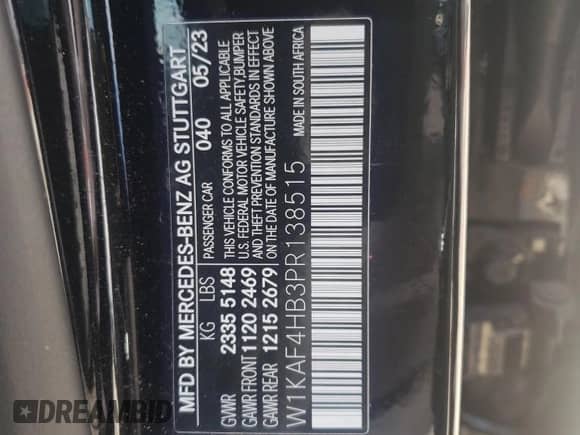 MFD BY MERCEDES-BENZ AG STUTTGART
KG LBS PASSENGER CAR 040 05/23
GVWR 2335 5148 THIS VEHICLE CONFORMS TO ALL APPLICABLE
U.S. FEDERAL MOTOR VEHICLE SAFETY,BUMPER
GAWR FRONT 1120 2469 AND THEFT PREVENTION STANDARDS IN EFFECT
GAWR REAR 1215 2679 ON THE DATE OF MANUFACTURE SHOWN ABOVE
W1KAF4HB3PR138515 MADE IN SOUTH AFRICA
DREAMBID